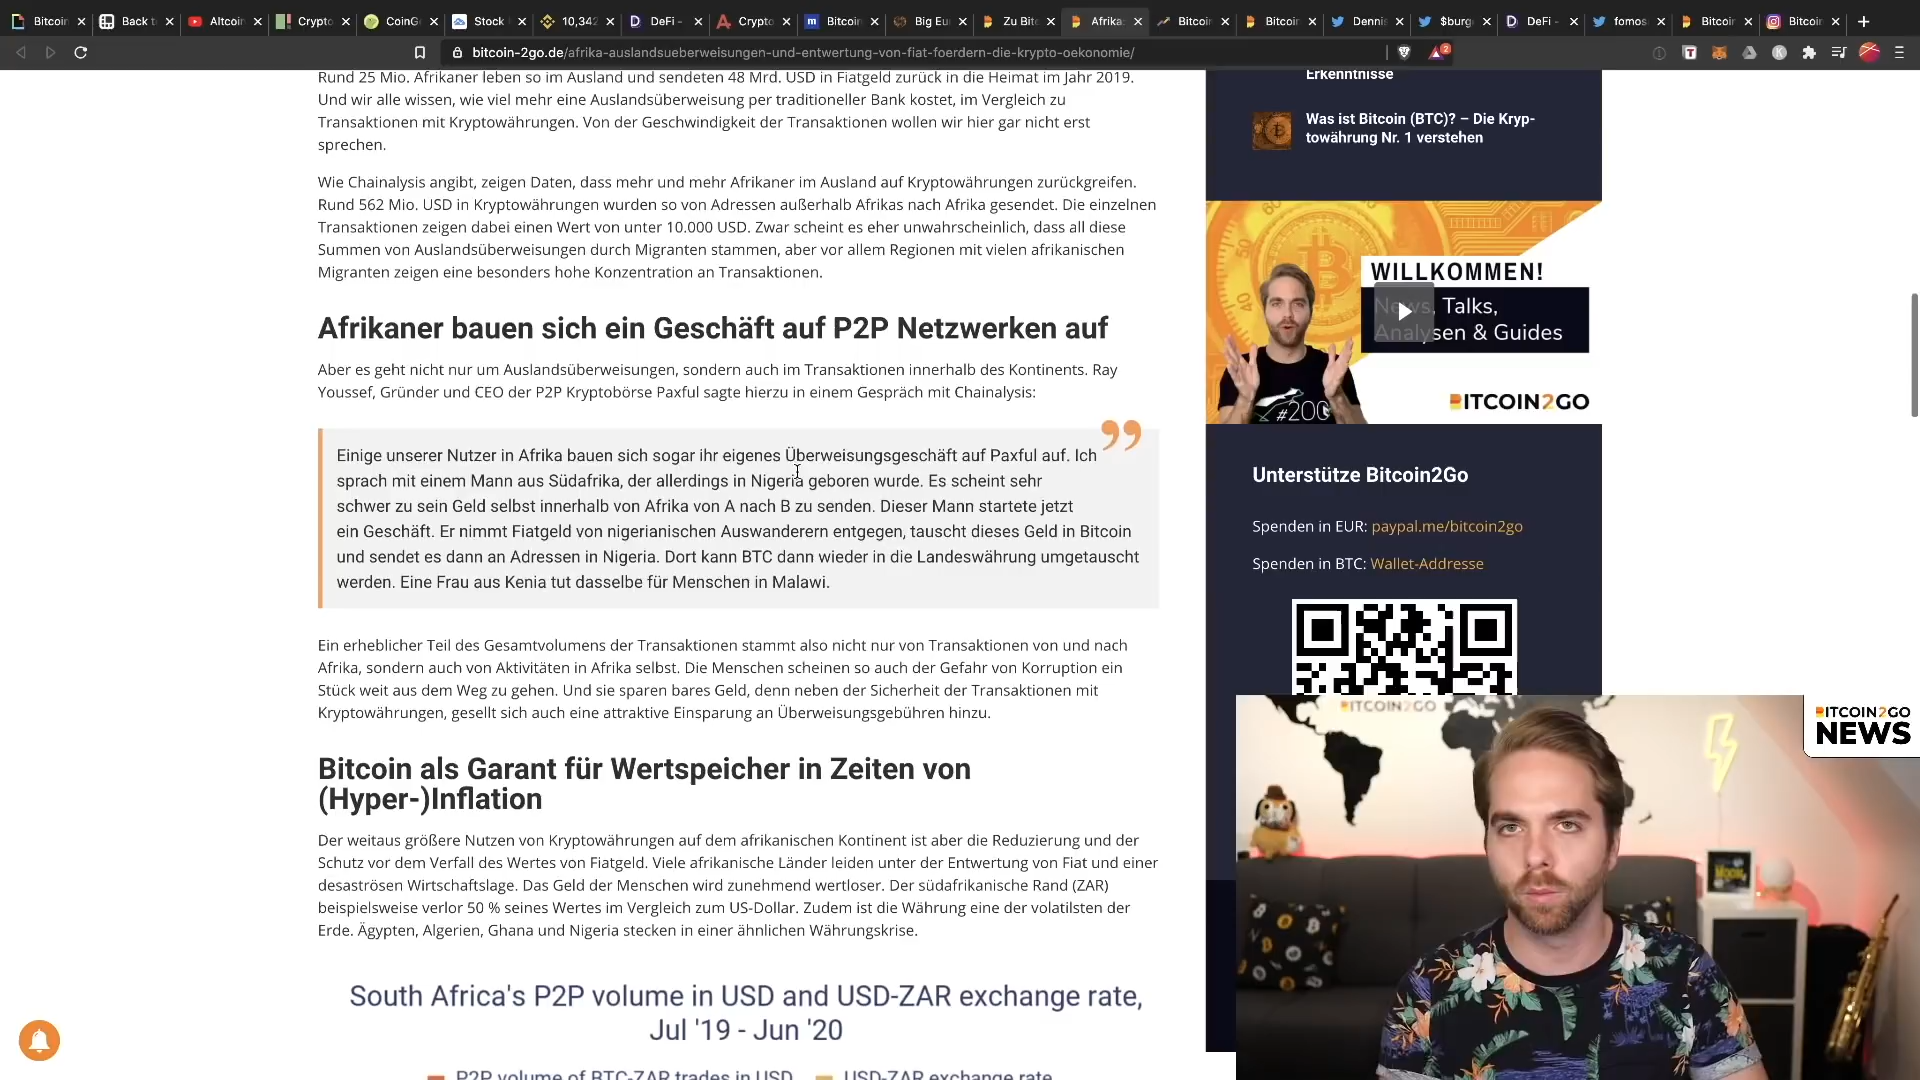 Bitcoin
Back t
Altcoin
Crypto
CoinG
Stock
10,342
DeFi -
Crypto
Bitcoin
Big Eu
Zu Bitc
Afrika
Bitcoin
Bitcoin
Dennis
$burg
DeFi -
fomos
Bitcoin
Bitcoin
bitcoin-2go.de/afrika-auslandsueberweisungen-und-entwertung-von-fiat-foerdern-die-krypto-oekonomie/
2
Rund 25 Mio. Afrikaner leben so im Ausland und sendeten 48 Mrd. USD in Fiatgeld zurück in die Heimat im Jahr 2019.
Und wir alle wissen, wie viel mehr eine Auslandsüberweisung per traditioneller Bank kostet, im Vergleich zu
Transaktionen mit Kryptowährungen. Von der Geschwindigkeit der Transaktionen wollen wir hier gar nicht erst
sprechen.
Wie Chainalysis angibt, zeigen Daten, dass mehr und mehr Afrikaner im Ausland auf Kryptowährungen zurückgreifen.
Rund 562 Mio. USD in Kryptowährungen wurden so von Adressen außerhalb Afrikas nach Afrika gesendet. Die einzelnen
Transaktionen zeigen dabei einen Wert von unter 10.000 USD. Zwar scheint es eher unwahrscheinlich, dass all diese
Summen von Auslandsüberweisungen durch Migranten stammen, aber vor allem Regionen mit vielen afrikanischen
Migranten zeigen eine besonders hohe Konzentration an Transaktionen.
Afrikaner bauen sich ein Geschäft auf P2P Netzwerken auf
Aber es geht nicht nur um Auslandsüberweisungen, sondern auch im Transaktionen innerhalb des Kontinents. Ray
Youssef, Gründer und CEO der P2P Kryptobörse Paxful sagte hierzu in einem Gespräch mit Chainalysis:
Einige unserer Nutzer in Afrika bauen sich sogar ihr eigenes Überweisungsgeschäft auf Paxful auf. Ich
sprach mit einem Mann aus Südafrika, der allerdings in Nigeria geboren wurde. Es scheint sehr
schwer zu sein Geld selbst innerhalb von Afrika von A nach B zu senden. Dieser Mann startete jetzt
ein Geschäft. Er nimmt Fiatgeld von nigerianischen Auswanderern entgegen, tauscht dieses Geld in Bitcoin
und sendet es dann an Adressen in Nigeria. Dort kann BTC dann wieder in die Landeswährung umgetauscht
werden. Eine Frau aus Kenia tut dasselbe für Menschen in Malawi.
Ein erheblicher Teil des Gesamtvolumens der Transaktionen stammt also nicht nur von Transaktionen von und nach
Afrika, sondern auch von Aktivitäten in Afrika selbst. Die Menschen scheinen so auch der Gefahr von Korruption ein
Stück weit aus dem Weg zu gehen. Und sie sparen bares Geld, denn neben der Sicherheit der Transaktionen mit
Kryptowährungen, gesellt sich auch eine attraktive Einsparung an Überweisungsgebühren hinzu.
Bitcoin als Garant für Wertspeicher in Zeiten von
(Hyper-)Inflation
Der weitaus größere Nutzen von Kryptowährungen auf dem afrikanischen Kontinent ist aber die Reduzierung und der
Schutz vor dem Verfall des Wertes von Fiatgeld. Viele afrikanische Länder leiden unter der Entwertung von Fiat und einer
desaströsen Wirtschaftslage. Das Geld der Menschen wird zunehmend wertloser. Der südafrikanische Rand (ZAR)
beispielsweise verlor 50 % seines Wertes im Vergleich zum US-Dollar. Zudem ist die Währung eine der volatilsten der
Erde. Ägypten, Algerien, Ghana und Nigeria stecken in einer ähnlichen Währungskrise.
South Africa's P2P volume in USD and USD-ZAR exchange rate,
Jul '19 - Jun '20
P2P volume of BTC-ZAR trades in USD
USD-ZAR exchange rate
Erkenntnisse
Was ist Bitcoin (BTC)? – Die Kryp-
towährung Nr. 1 verstehen
WILLKOMMEN!
News, Talks,
Analysen & Guides
#200
BITCOIN2GO
Unterstütze Bitcoin2Go
Spenden in EUR: paypal.me/bitcoin2go
Spenden in BTC: Wallet-Addresse
BITCOIN2GO
BITCOIN2GO
NEWS